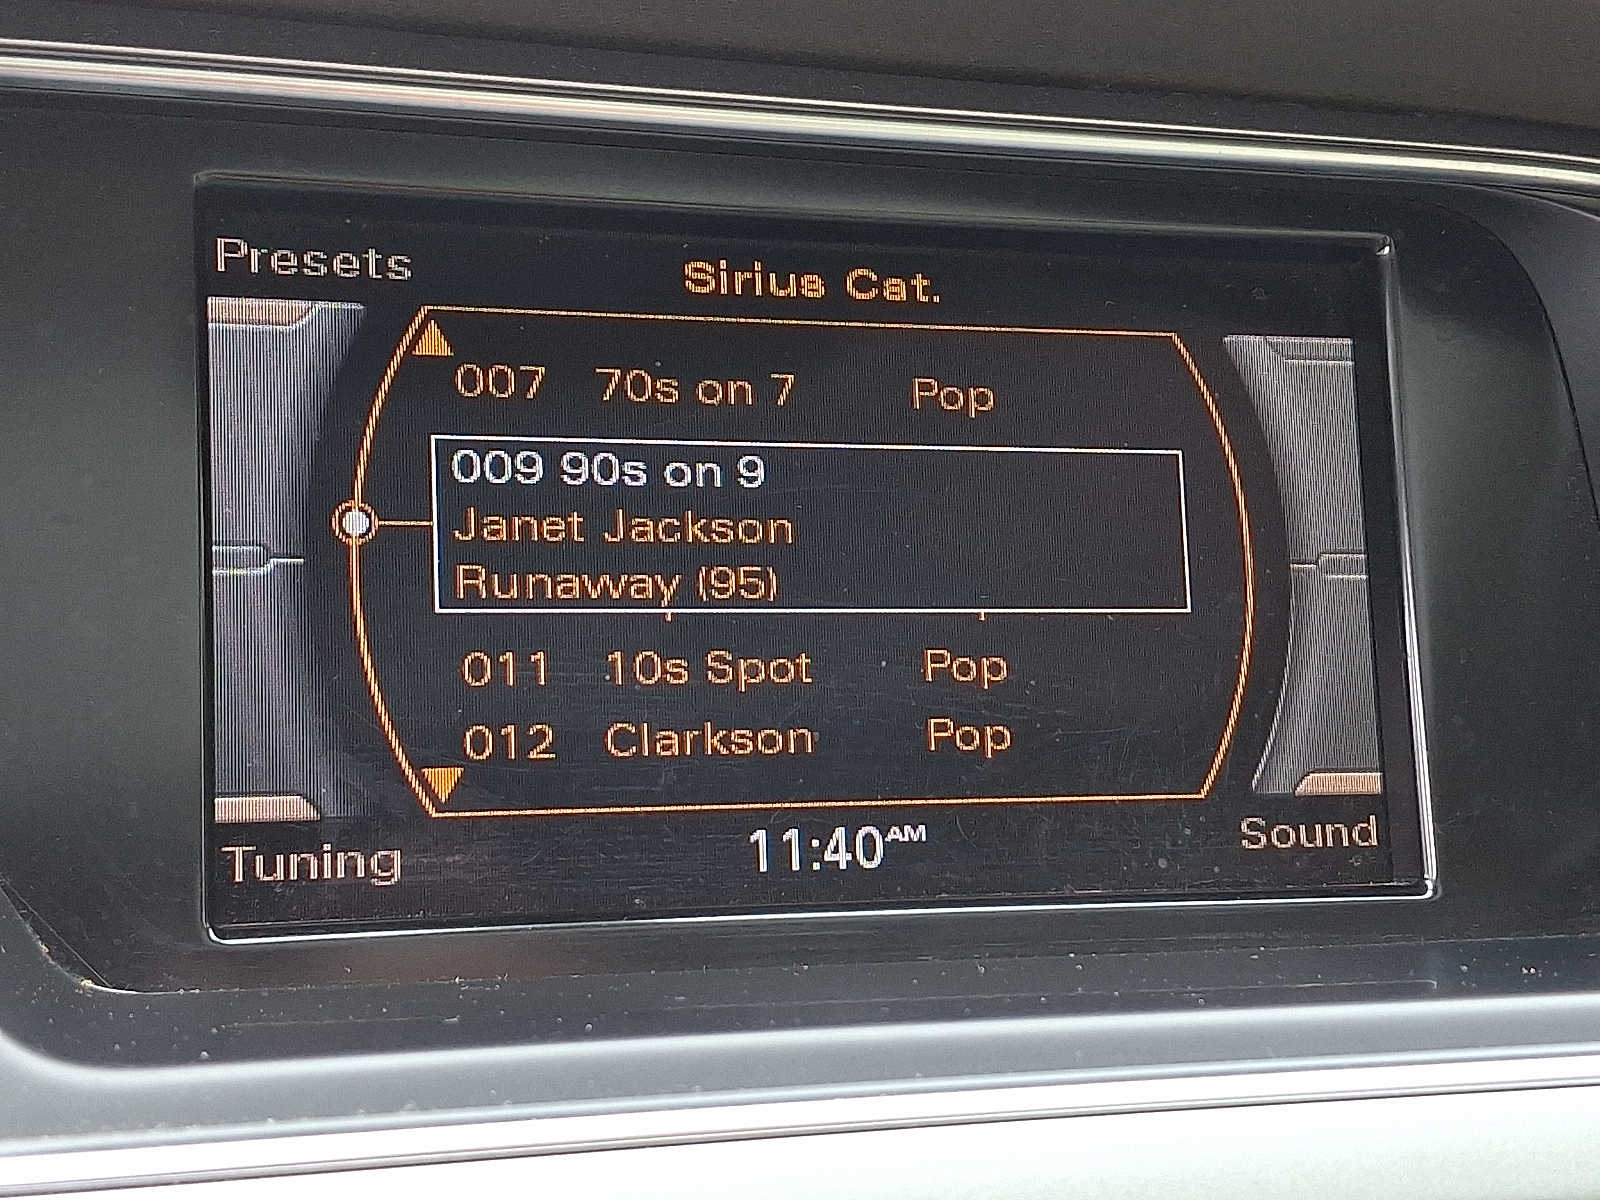 Presets
Sirius Cat.
007 70s on 7 Pop
009 90s on 9
Janet Jackson
Runaway (95)
011 10s Spot Pop
012 Clarkson Pop
Tuning
11:40AM
Sound